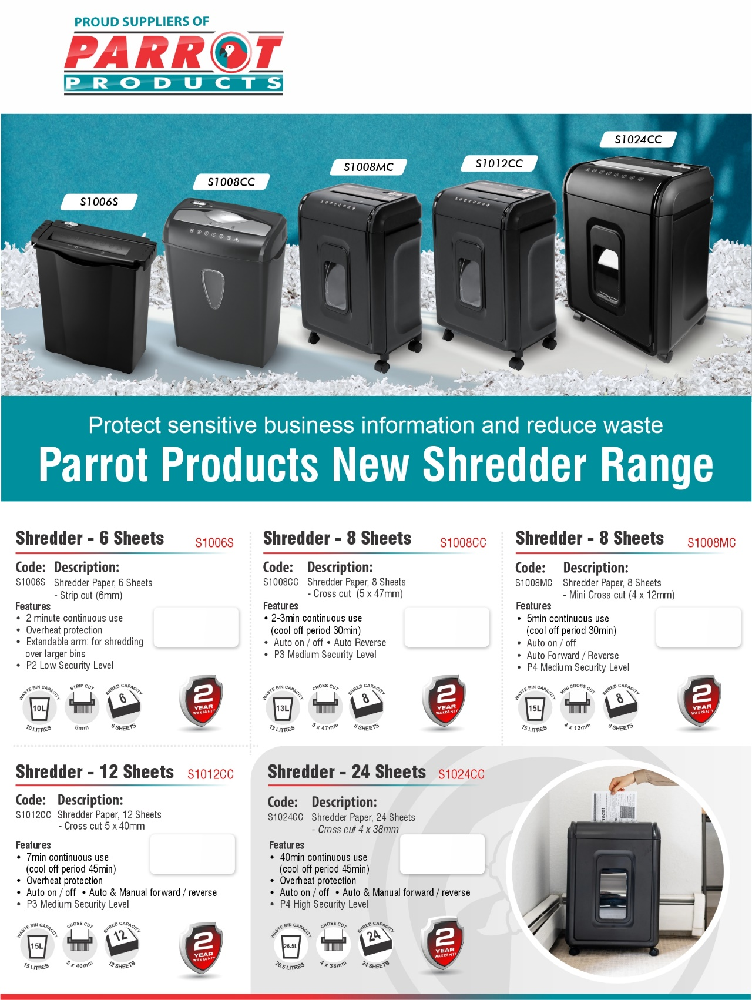 PROUD SUPPLIERS OF
PARROT
PRODUCTS
S1006S
S1008CC
S1008MC
S1012CC
S1024CC
Protect sensitive business information and reduce waste
Parrot Products New Shredder Range
Shredder - 6 Sheets S1006S
Code: Description:
S1006S Shredder Paper, 6 Sheets
- Strip cut (6mm)
Features
• 2 minute continuous use
• Overheat protection
• Extendable arm: for shredding
over larger bins
• P2 Low Security Level
WASTE BIN CAPACITY
10L
10 LITRES
STRIP CUT
6mm
SHRED CAPACITY
6
6 SHEETS
2
YEAR
WARRANTY
Shredder - 8 Sheets S1008CC
Code: Description:
S1008CC Shredder Paper, 8 Sheets
- Cross cut (5 x 47mm)
Features
• 2-3min continuous use
(cool off period 30min)
• Auto on / off • Auto Reverse
• P3 Medium Security Level
WASTE BIN CAPACITY
13L
13 LITRES
CROSS CUT
5 x 47mm
SHRED CAPACITY
8
8 SHEETS
2
YEAR
WARRANTY
Shredder - 8 Sheets S1008MC
Code: Description:
S1008MC Shredder Paper, 8 Sheets
- Mini Cross cut (4 x 12mm)
Features
• 5min continuous use
(cool off period 30min)
• Auto on / off
• Auto Forward / Reverse
• P4 Medium Security Level
WASTE BIN CAPACITY
15L
15 LITRES
MINI CROSS CUT
4 x 12mm
SHRED CAPACITY
8
8 SHEETS
2
YEAR
WARRANTY
Shredder - 12 Sheets S1012CC
Code: Description:
S1012CC Shredder Paper, 12 Sheets
- Cross cut 5 x 40mm
Features
• 7min continuous use
(cool off period 45min)
• Overheat protection
• Auto on / off • Auto & Manual forward / reverse
• P3 Medium Security Level
WASTE BIN CAPACITY
15L
15 LITRES
CROSS CUT
5 x 40mm
SHRED CAPACITY
12
12 SHEETS
2
YEAR
WARRANTY
Shredder - 24 Sheets S1024CC
Code: Description:
S1024CC Shredder Paper, 24 Sheets
- Cross cut 4 x 38mm
Features
• 40min continuous use
(cool off period 45min)
• Overheat protection
• Auto on / off • Auto & Manual forward / reverse
• P4 High Security Level
WASTE BIN CAPACITY
26.5L
26.5 LITRES
CROSS CUT
4 x 38mm
SHRED CAPACITY
24
24 SHEETS
2
YEAR
WARRANTY